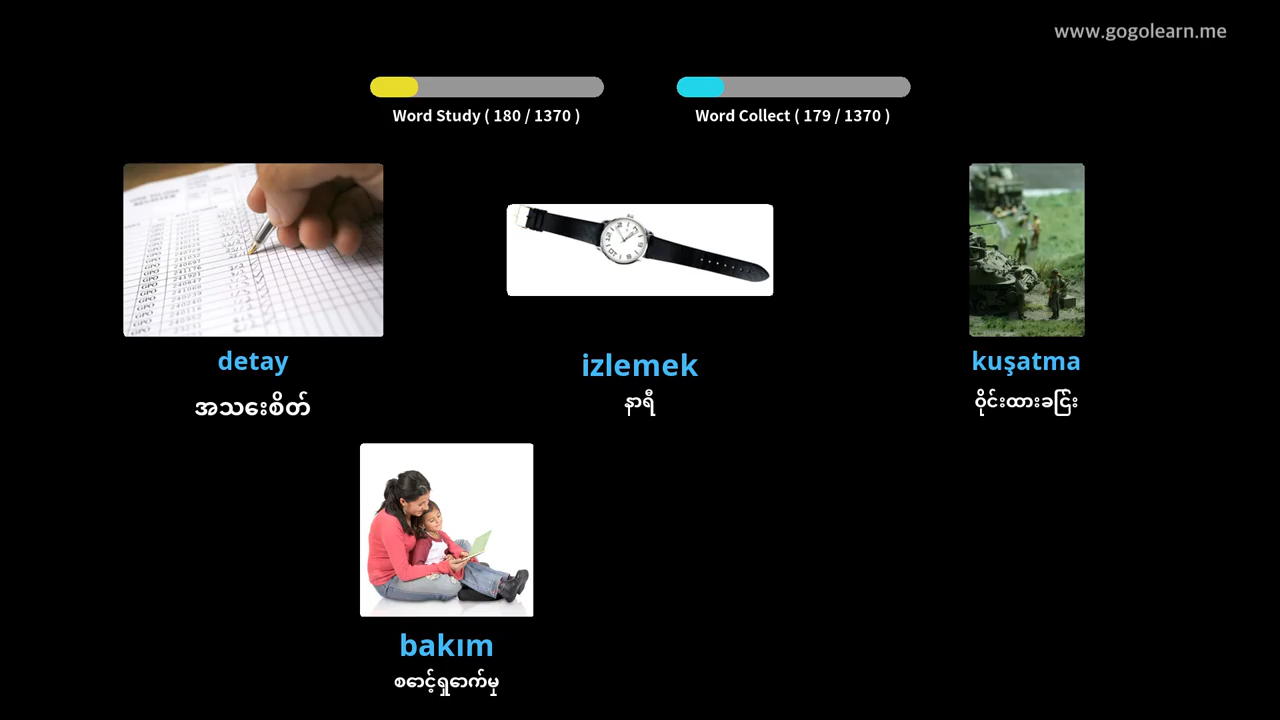 www.gogolearn.me
Word Study ( 180 / 1370 )
Word Collect ( 179 / 1370 )
detay
izlemek
kuşatma
အသေးစိတ်
နာရီ
ဝိုင်းထားခြင်း
bakım
စောင့်ရှောက်မှု